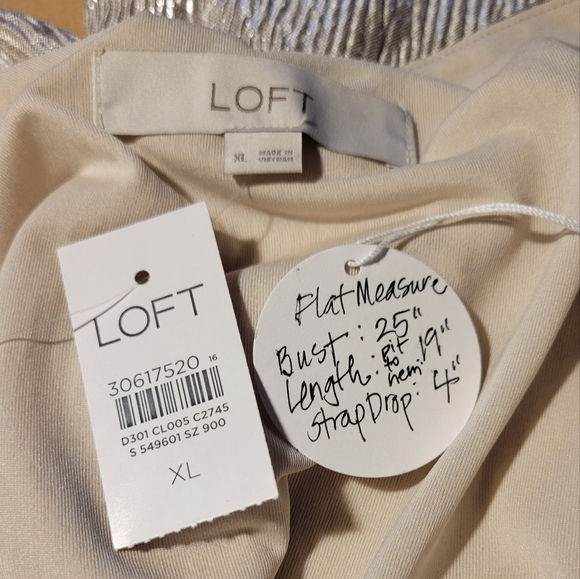 LOFT
XL MADE IN
VIETNAM
LOFT
30617520 16
D301 CL005 C2745
S 549601 SZ 900
XL
Flat Measure
Bust: 25"
Length: pit to hem: 19"
Strap Drop: 4"